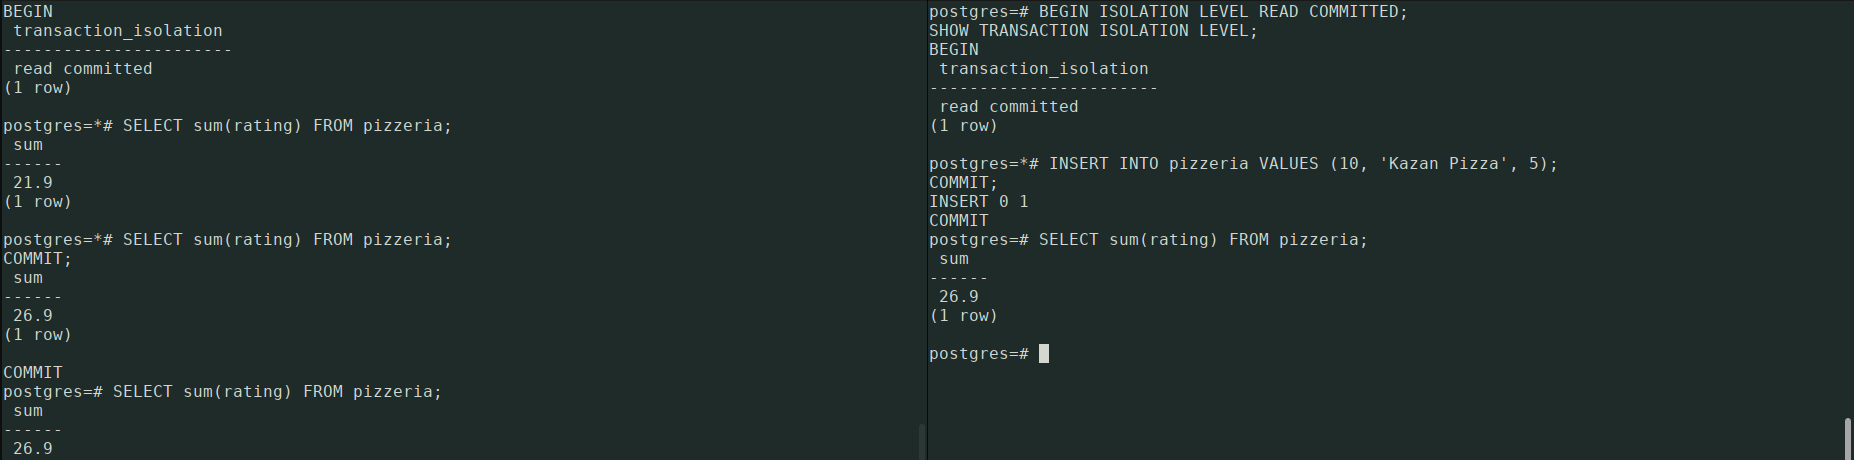 BEGIN
 transaction_isolation
-----------------------
 read committed
(1 row)

postgres=*# SELECT sum(rating) FROM pizzeria;
 sum
------
 21.9
(1 row)

postgres=*# SELECT sum(rating) FROM pizzeria;
COMMIT;
 sum
------
 26.9
(1 row)

COMMIT
postgres=# SELECT sum(rating) FROM pizzeria;
 sum
------
 26.9
postgres=# BEGIN ISOLATION LEVEL READ COMMITTED;
SHOW TRANSACTION ISOLATION LEVEL;
BEGIN
 transaction_isolation
-----------------------
 read committed
(1 row)

postgres=*# INSERT INTO pizzeria VALUES (10, 'Kazan Pizza', 5);
COMMIT;
INSERT 0 1
COMMIT
postgres=# SELECT sum(rating) FROM pizzeria;
 sum
------
 26.9
(1 row)

postgres=#